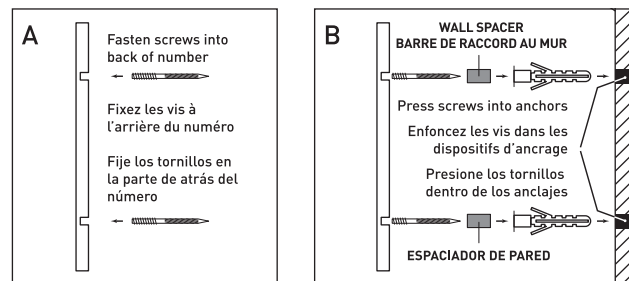 A
Fasten screws into
back of number
Fixez les vis à
l'arrière du numéro
Fije los tornillos en
la parte de atrás del
número
B
WALL SPACER
BARRE DE RACCORD AU MUR
Press screws into anchors
Enfoncez les vis dans les
dispositifs d'ancrage
Presione los tornillos
dentro de los anclajes
ESPACIADOR DE PARED